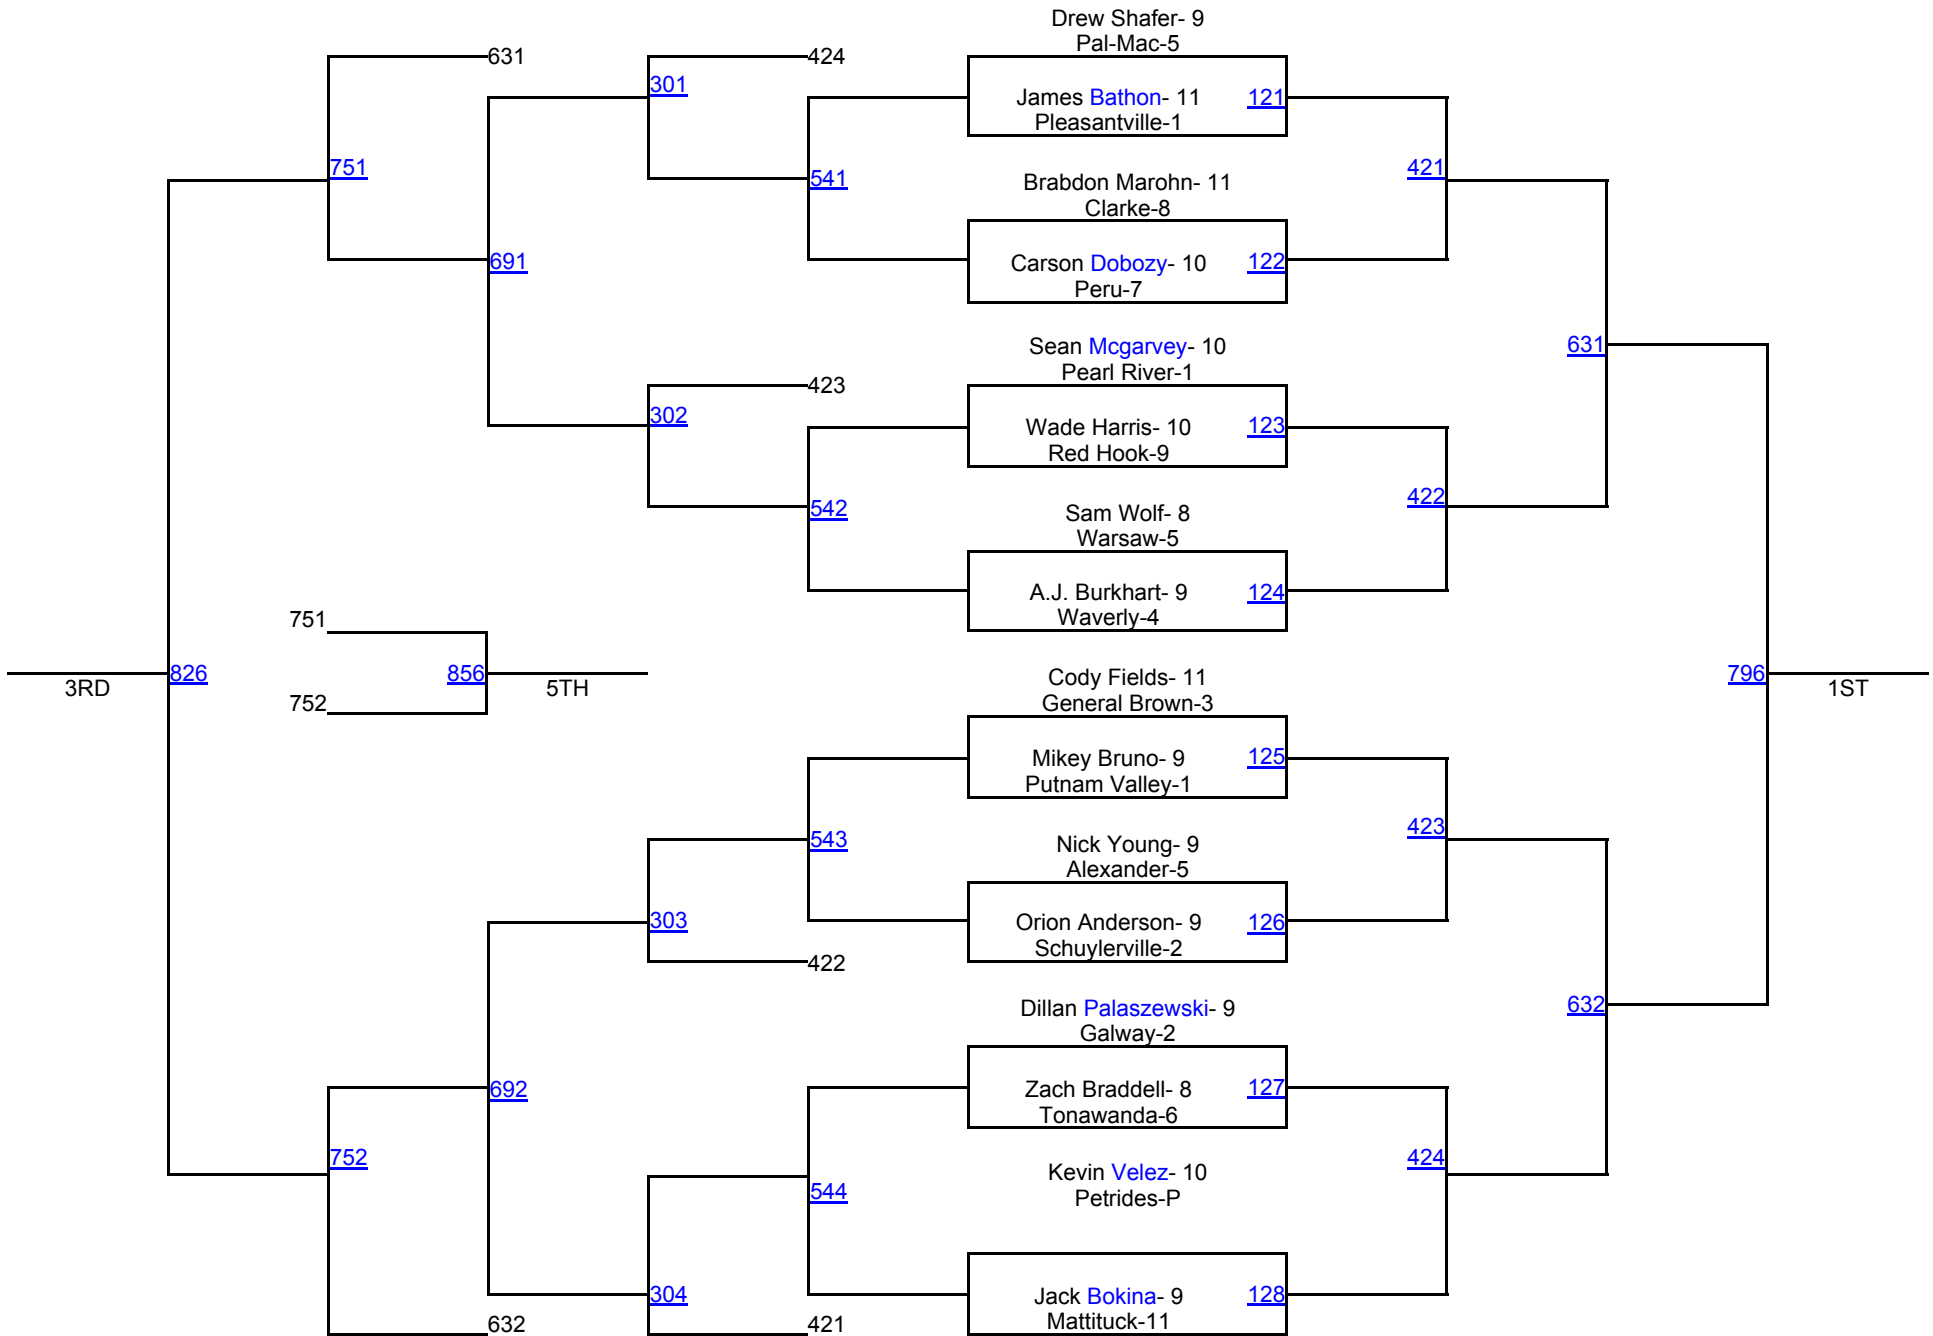 Drew Shafer- 9
Pal-Mac-5
631
424
301
James Bathon- 11
121
Pleasantville-1
751
541
Brabdon Marohn- 11
421
Clarke-8
691
Carson Dobozy- 10
122
Peru-7
Sean Mcgarvey- 10
631
Pearl River-1
423
302
Wade Harris- 10
123
Red Hook-9
542
Sam Wolf- 8
422
Warsaw-5
A.J. Burkhart- 9
124
Waverly-4
751
826
856
Cody Fields- 11
796
3RD
5TH
1ST
752
General Brown-3
Mikey Bruno- 9
125
Putnam Valley-1
543
Nick Young- 9
423
Alexander-5
303
Orion Anderson- 9
126
Schuylerville-2
422
Dillan Palaszewski- 9
632
Galway-2
692
Zach Braddell- 8
127
Tonawanda-6
752
424
544
Kevin Velez- 10
Petrides-P
304
Jack Bokina- 9
128
Mattituck-11
632
421